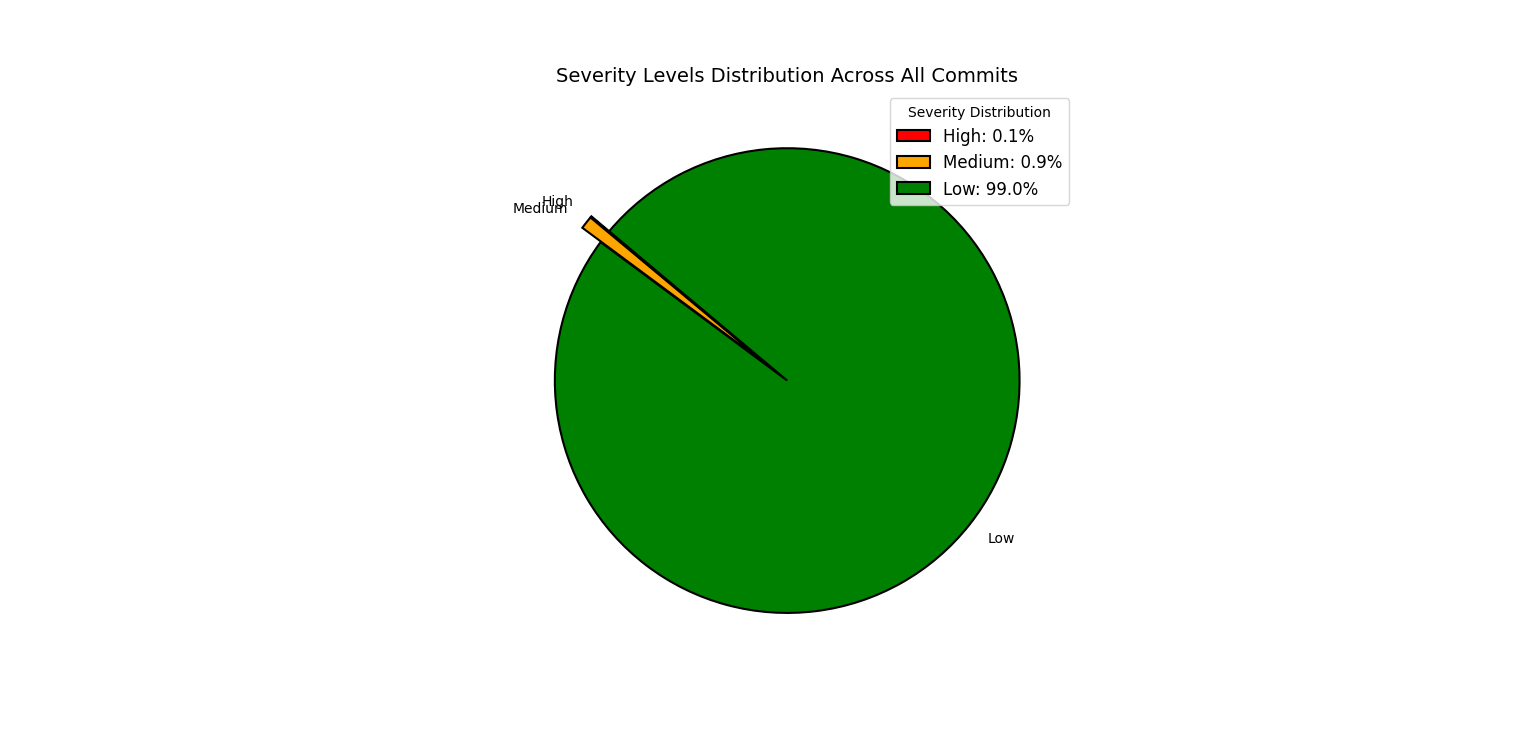 Severity Levels Distribution Across All Commits
Severity Distribution
High: 0.1%
Medium: 0.9%
Low: 99.0%
High
Medium
Low